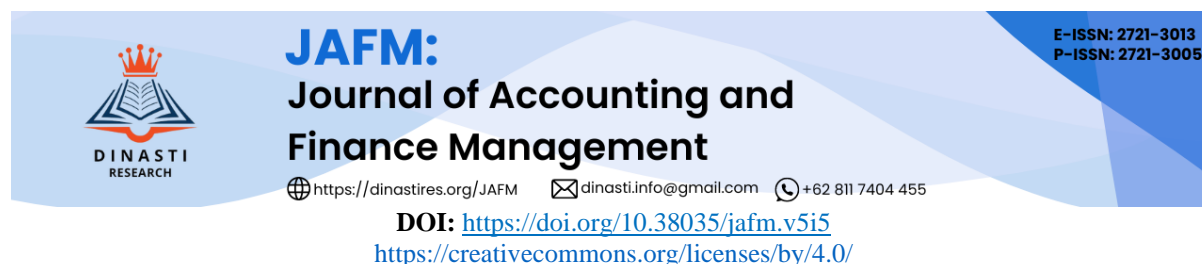 DINASTI
RESEARCH
JAFM:
Journal of Accounting and
Finance Management
https://dinastires.org/JAFM dinasti.info@gmail.com +62 811 7404 455
E-ISSN: 2721-3013
P-ISSN: 2721-3005
DOI: https://doi.org/10.38035/jafm.v5i5
https://creativecommons.org/licenses/by/4.0/